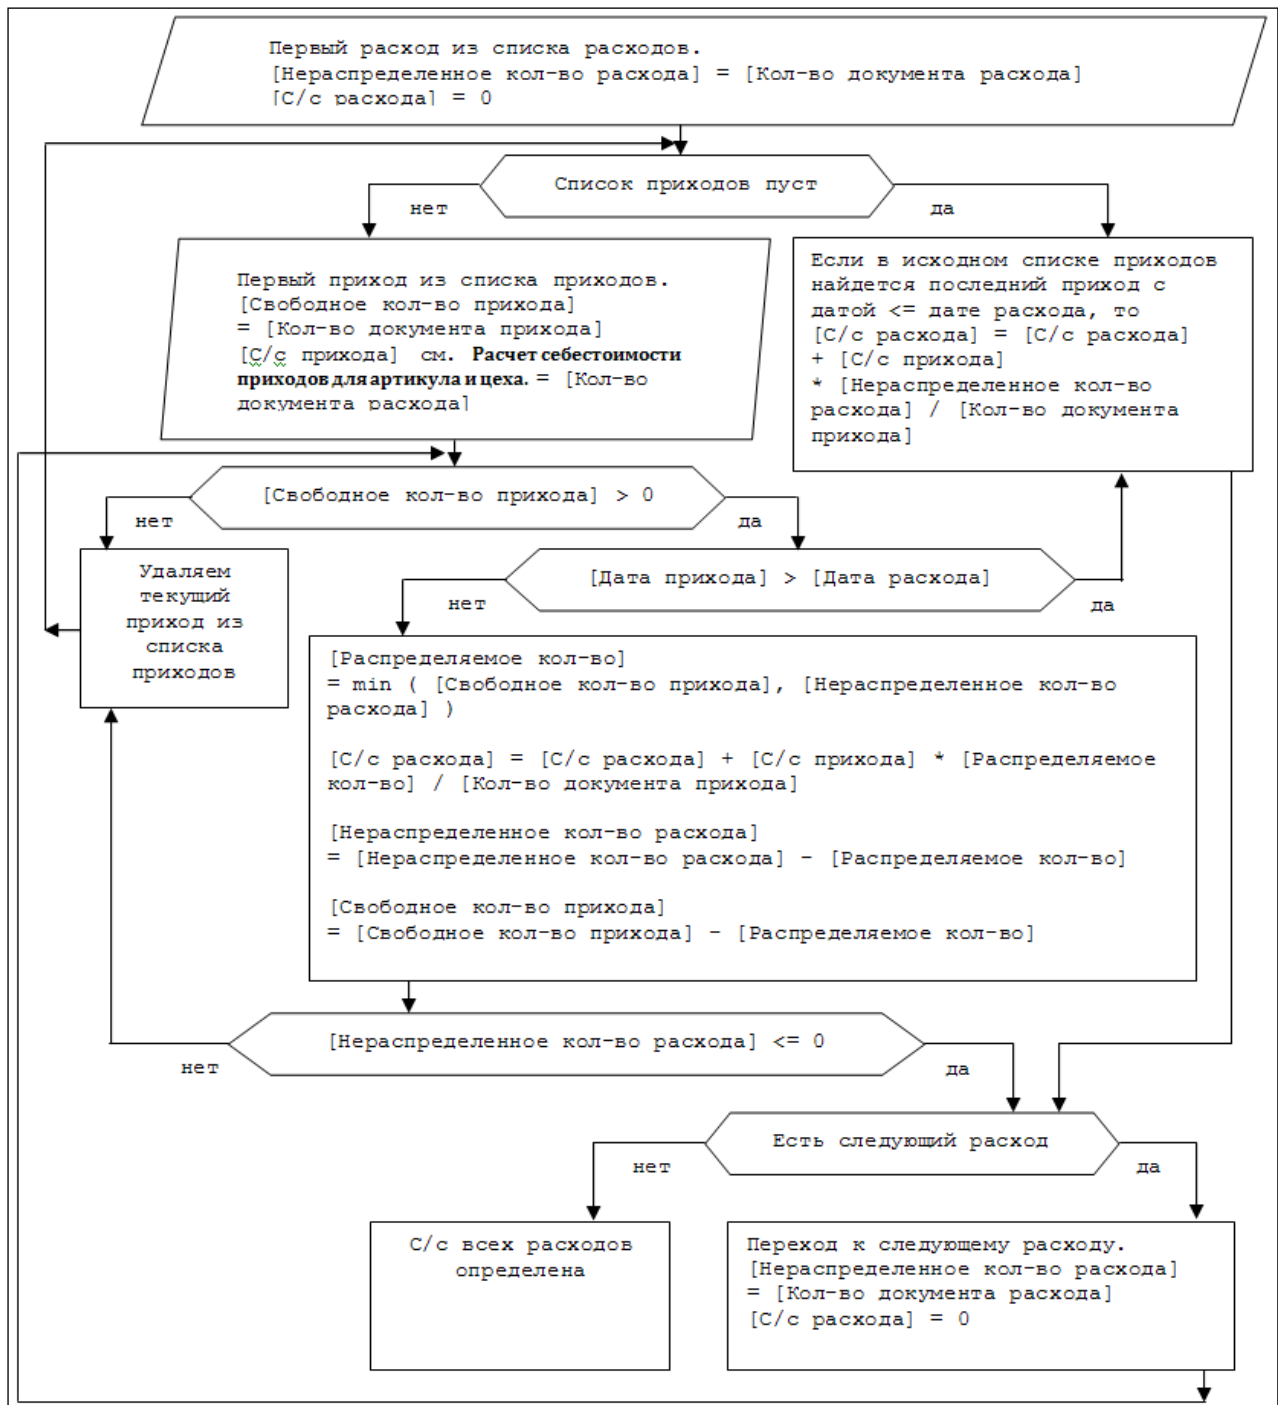 Первый расход из списка расходов.
[Нераспределенное кол-во расхода] = [Кол-во документа расхода]
[С/с расхода] = 0
Список приходов пуст
нет
да
Первый приход из списка приходов.
[Свободное кол-во прихода]
= [Кол-во документа прихода]
[С/с прихода] см. Расчет себестоимости
приходов для артикула и цеха. = [Кол-во
документа расхода]
Если в исходном списке приходов
найдется последний приход с
датой <= дате расхода, то
[С/с расхода] = [С/с расхода]
+ [С/с прихода]
* [Нераспределенное кол-во
расхода] / [Кол-во документа
прихода]
[Свободное кол-во прихода] > 0
нет
да
Удаляем
текущий
приход из
списка
приходов
[Дата прихода] > [Дата расхода]
нет
да
[Распределяемое кол-во]
= min ( [Свободное кол-во прихода], [Нераспределенное кол-во
расхода] )
[С/с расхода] = [С/с расхода] + [С/с прихода] * [Распределяемое
кол-во] / [Кол-во документа прихода]
[Нераспределенное кол-во расхода]
= [Нераспределенное кол-во расхода] - [Распределяемое кол-во]
[Свободное кол-во прихода]
= [Свободное кол-во прихода] - [Распределяемое кол-во]
[Нераспределенное кол-во расхода] <= 0
нет
да
Есть следующий расход
нет
да
С/с всех расходов
определена
Переход к следующему расходу.
[Нераспределенное кол-во расхода]
= [Кол-во документа расхода]
[С/с расхода] = 0